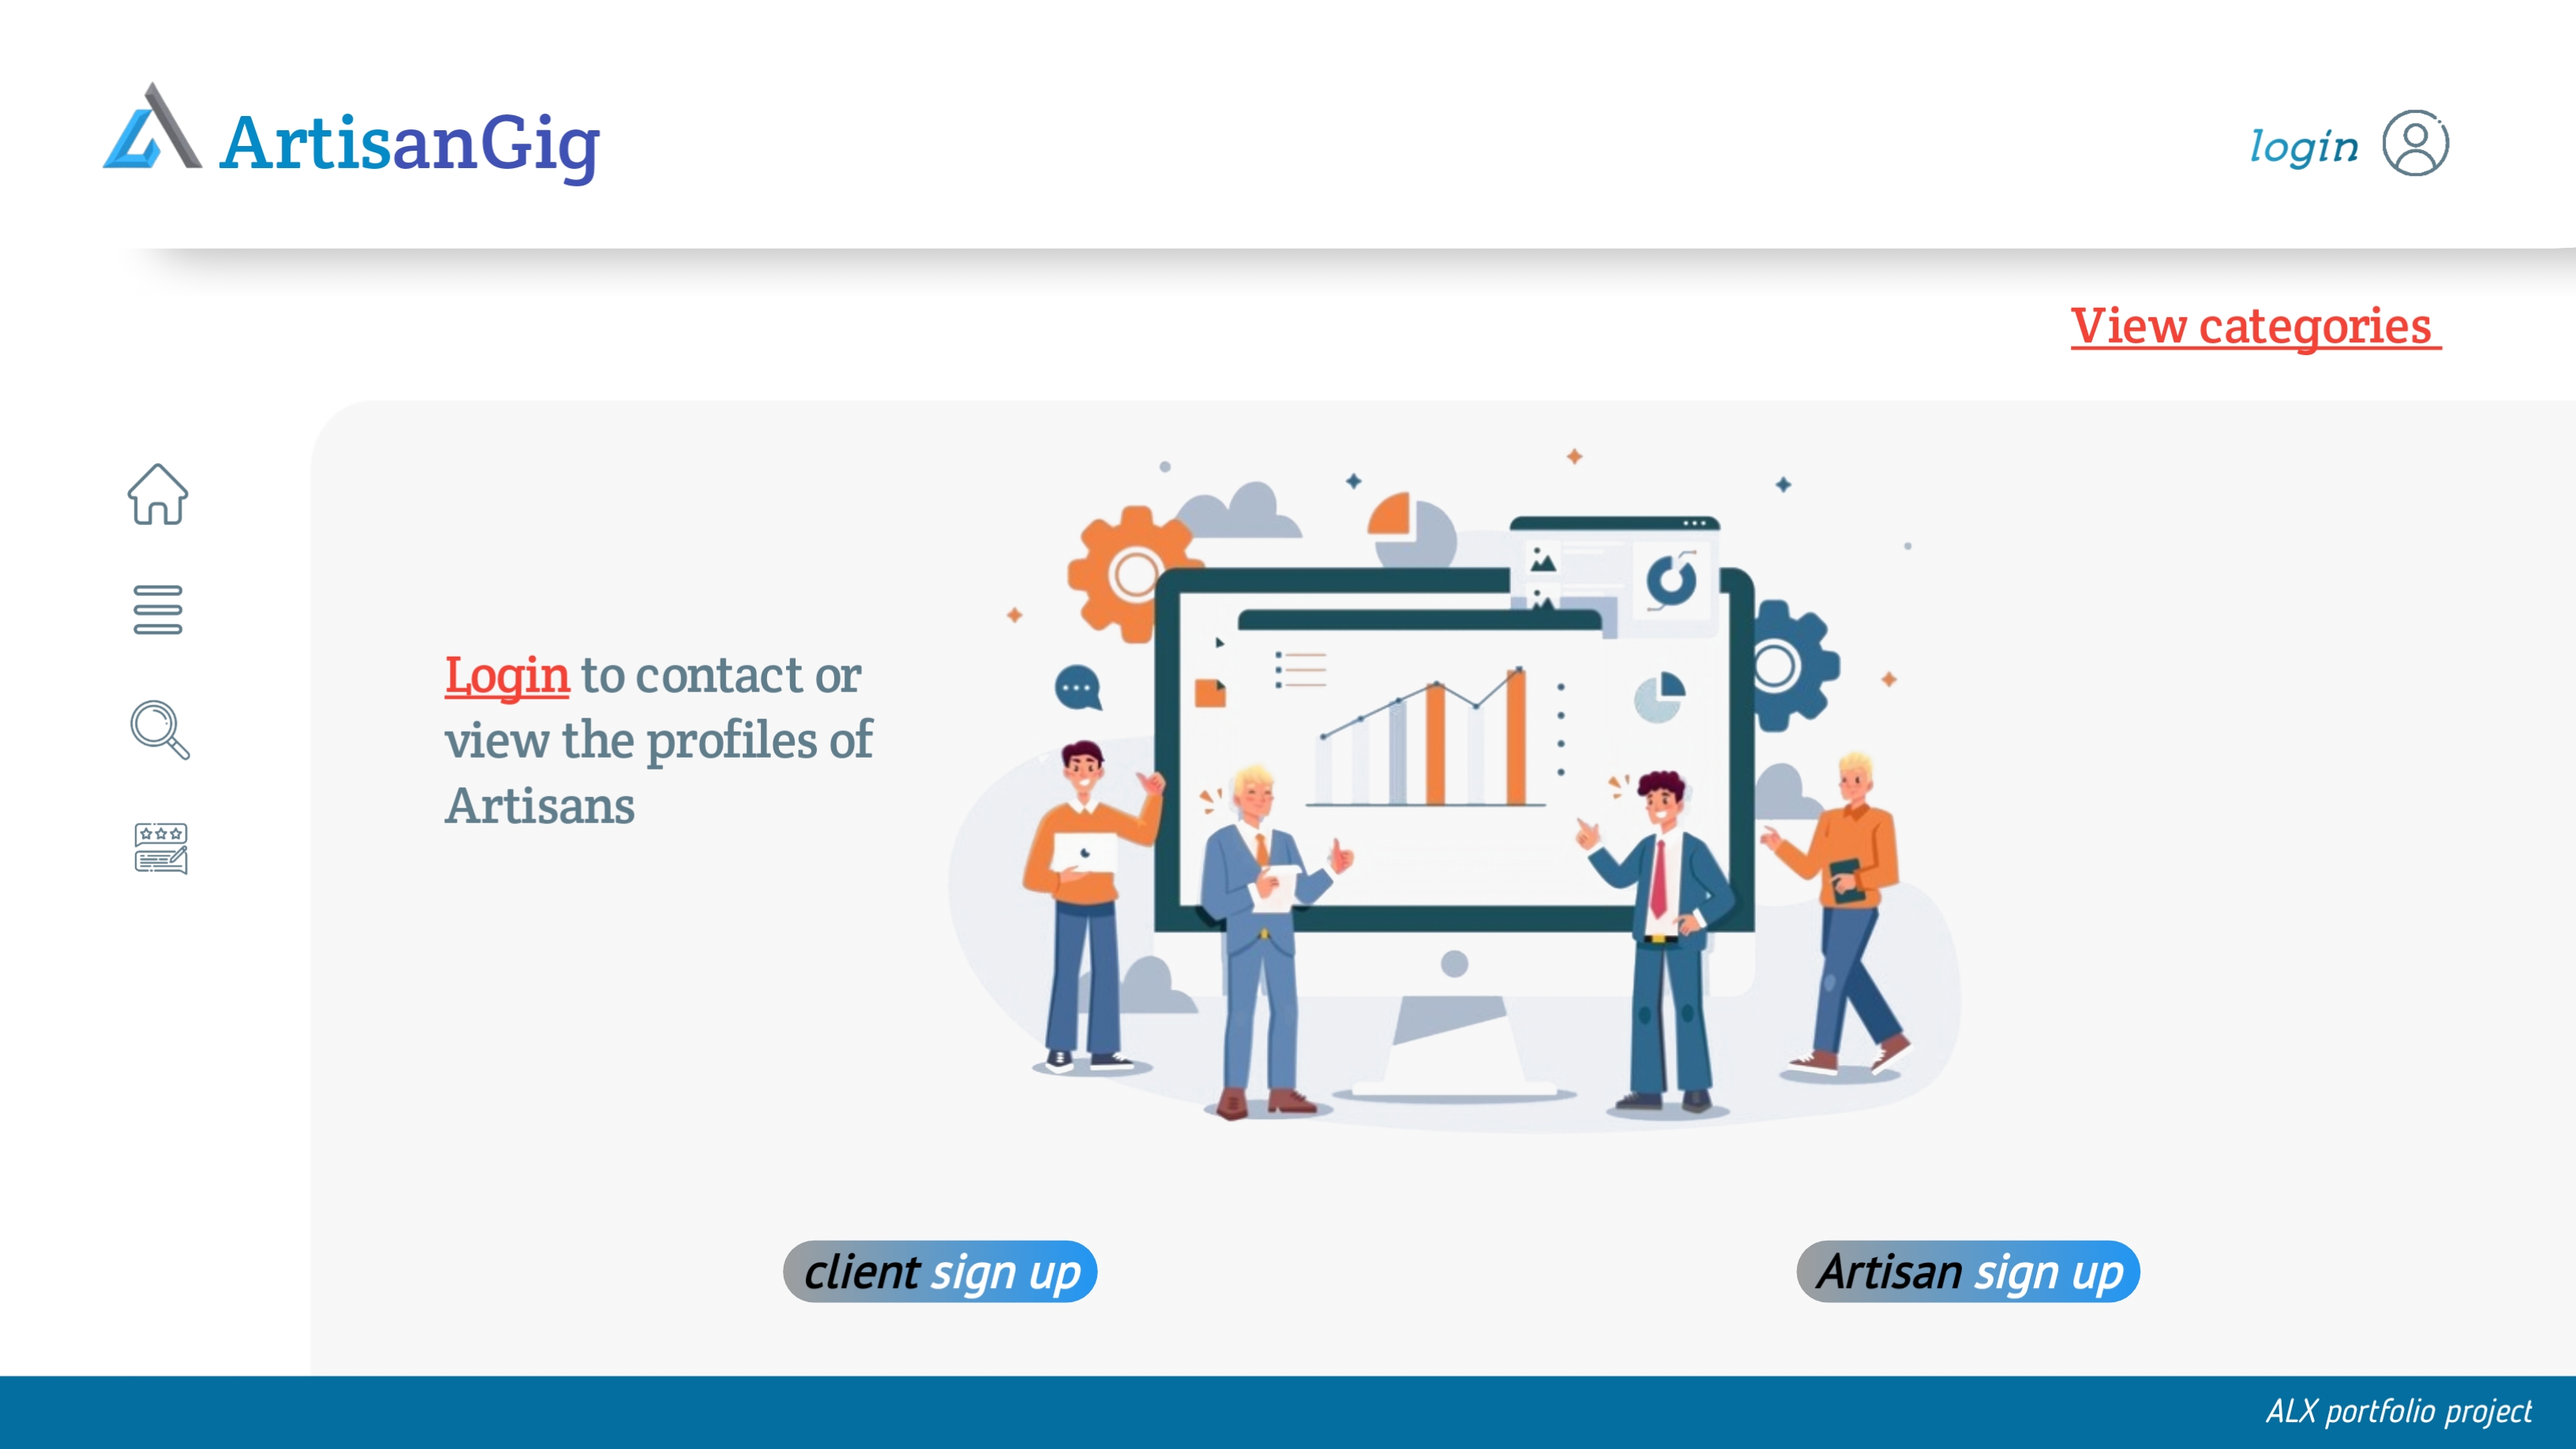 ArtisanGig
login
View categories
Login to contact or
view the profiles of
Artisans
client sign up
Artisan sign up
ALX portfolio project